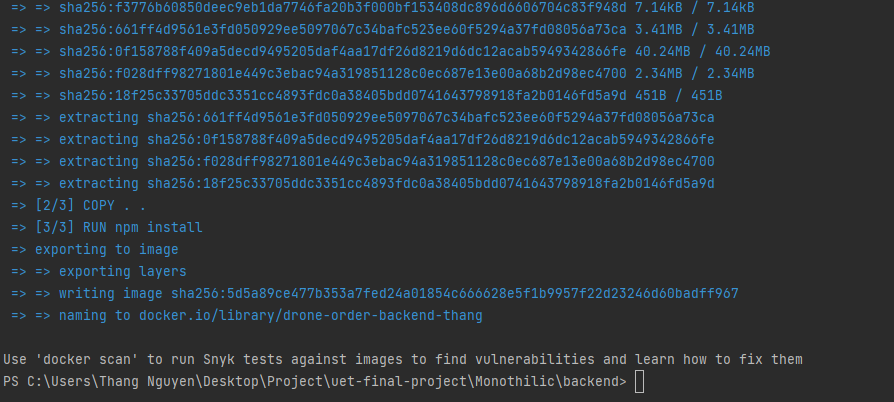 => => sha256:f3776b60850deec9eb1da7746fa20b3f000bf153408dc896d6606704c83f948d 7.14kB / 7.14kB
=> => sha256:661ff4d9561e3fd050929ee5097067c34bafc523ee60f5294a37fd08056a73ca 3.41MB / 3.41MB
=> => sha256:0f158788f409a5decd9495205daf4aa17df26d8219d6dc12acab5949342866fe 40.24MB / 40.24MB
=> => sha256:f028dff98271801e449c3ebac94a319851128c0ec687e13e00a68b2d98ec4700 2.34MB / 2.34MB
=> => sha256:18f25c33705ddc3351cc4893fdc0a38405bdd0741643798918fa2b0146fd5a9d 451B / 451B
=> => extracting sha256:661ff4d9561e3fd050929ee5097067c34bafc523ee60f5294a37fd08056a73ca
=> => extracting sha256:0f158788f409a5decd9495205daf4aa17df26d8219d6dc12acab5949342866fe
=> => extracting sha256:f028dff98271801e449c3ebac94a319851128c0ec687e13e00a68b2d98ec4700
=> => extracting sha256:18f25c33705ddc3351cc4893fdc0a38405bdd0741643798918fa2b0146fd5a9d
=> [2/3] COPY . .
=> [3/3] RUN npm install
=> exporting to image
=> => exporting layers
=> => writing image sha256:5d5a89ce477b353a7fed24a01854c666628e5f1b9957f22d23246d60badff967
=> => naming to docker.io/library/drone-order-backend-thang
Use 'docker scan' to run Snyk tests against images to find vulnerabilities and learn how to fix them
PS C:\Users\Thang Nguyen\Desktop\Project\uet-final-project\Monothilic\backend>